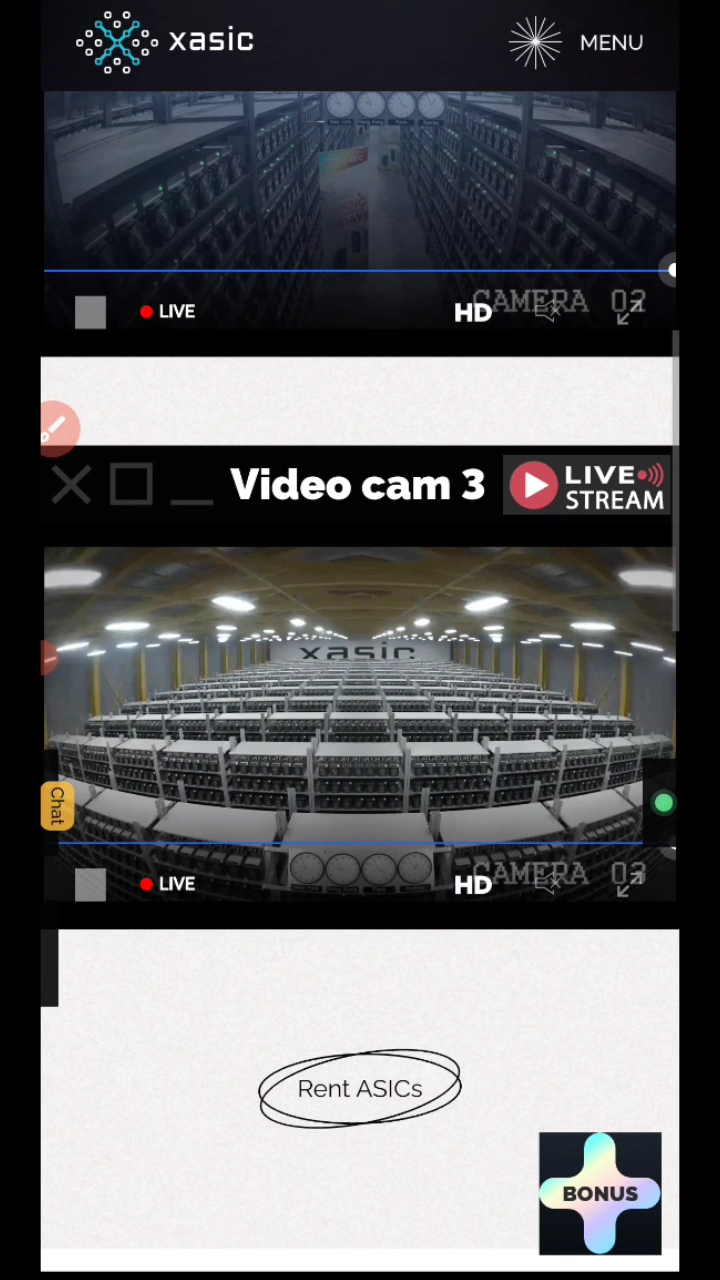 xasic
MENU
LIVE
HD
CAMERA 02
Video cam 3
LIVE
STREAM
xasic
Chat
LIVE
HD
CAMERA 03
Rent ASICs
BONUS